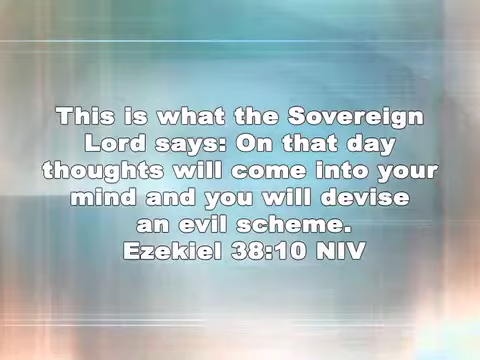 This is what the Sovereign
Lord says: On that day
thoughts will come into your
mind and you will devise
an evil scheme.
Ezekiel 38:10 NIV